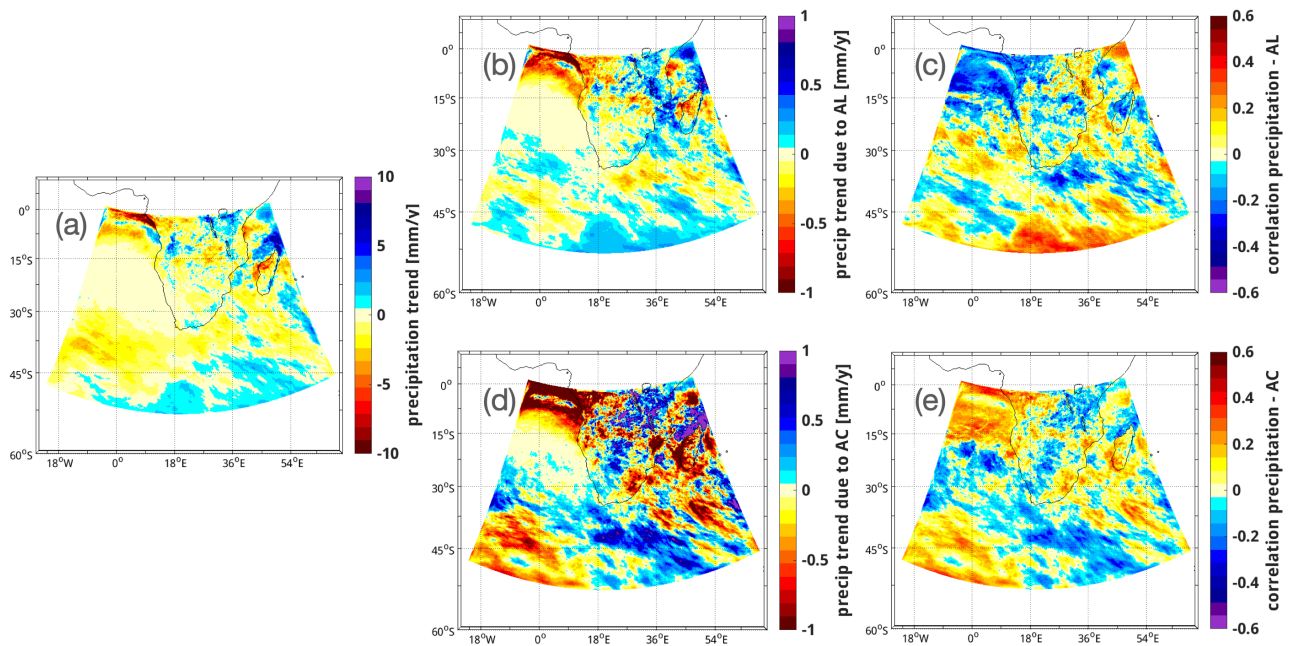 (a)
0°
15°S
30°S
45°S
60°S
18°W
0°
18°E
36°E
54°E
10
5
0
-5
-10
precipitation trend [mm/y]
(b)
0°
15°S
30°S
45°S
60°S
18°W
0°
18°E
36°E
54°E
1
0.5
0
-0.5
-1
precip trend due to AL [mm/y]
(c)
0°
15°S
30°S
45°S
60°S
18°W
0°
18°E
36°E
54°E
0.6
0.4
0.2
0
-0.2
-0.4
-0.6
correlation precipitation - AL
(d)
0°
15°S
30°S
45°S
60°S
18°W
0°
18°E
36°E
54°E
1
0.5
0
-0.5
-1
precip trend due to AC [mm/y]
(e)
0°
15°S
30°S
45°S
60°S
18°W
0°
18°E
36°E
54°E
0.6
0.4
0.2
0
-0.2
-0.4
-0.6
correlation precipitation - AC